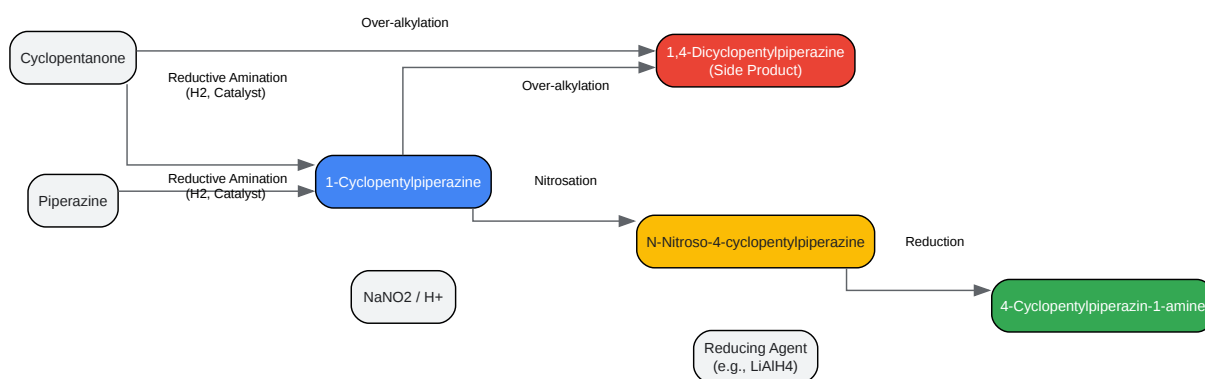 Over-alkylation
Cyclopentanone
1,4-Dicyclopentylpiperazine
(Side Product)
Reductive Amination
(H2, Catalyst)
Over-alkylation
Piperazine
Reductive Amination
(H2, Catalyst)
1-Cyclopentylpiperazine
Nitrosation
N-Nitroso-4-cyclopentylpiperazine
Reduction
NaNO2 / H+
4-Cyclopentylpiperazin-1-amine
Reducing Agent
(e.g., LiAlH4)